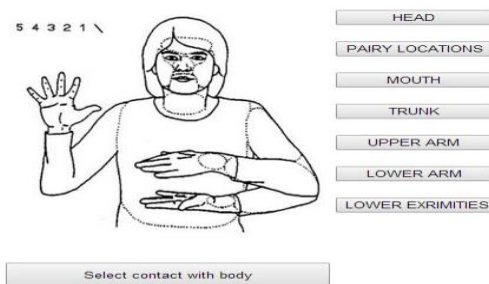 5 4 3 2 1 \
HEAD
PAIRY LOCATIONS
MOUTH
TRUNK
UPPER ARM
LOWER ARM
LOWER EXRIMITIES
Select contact with body